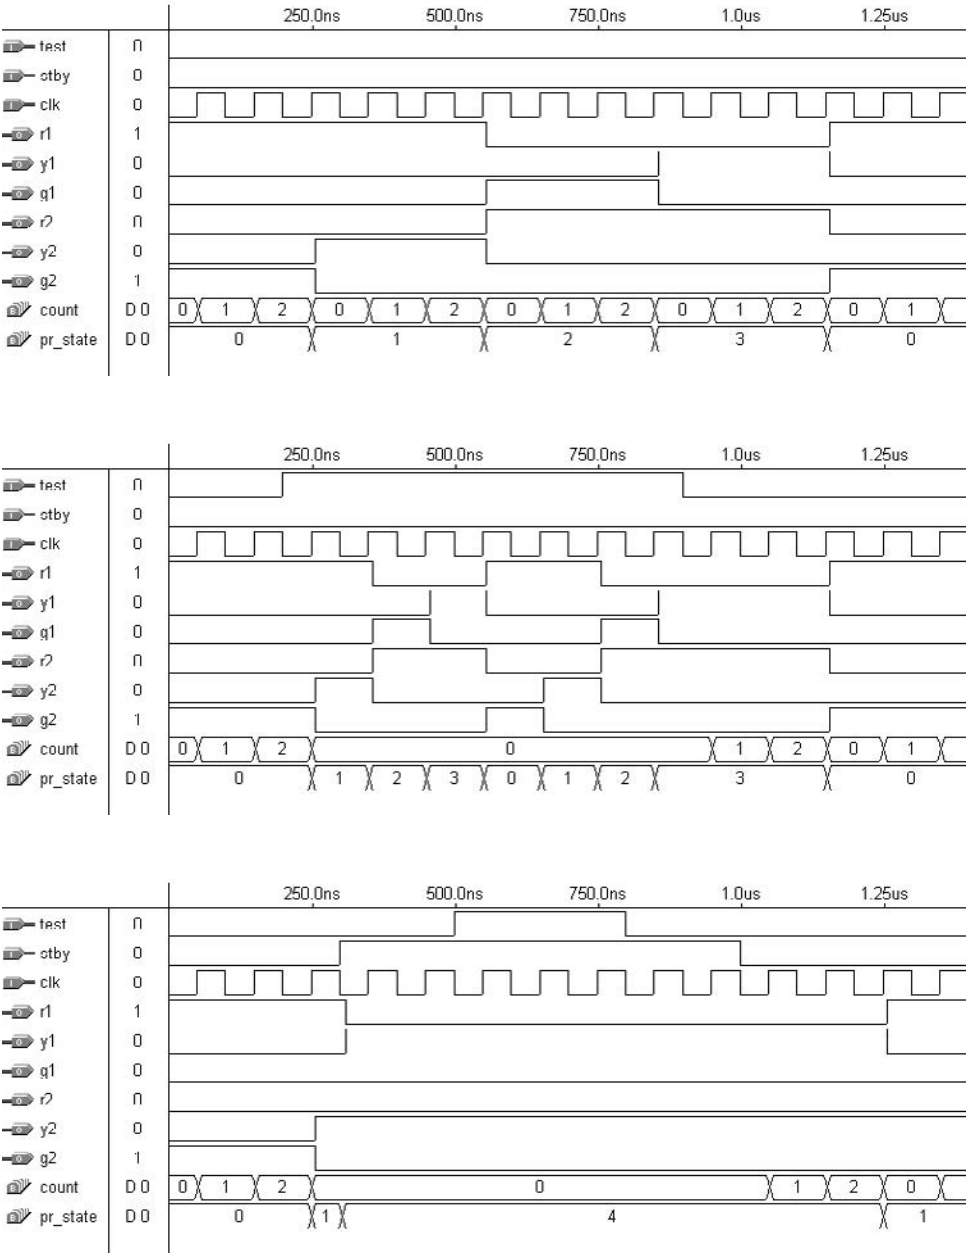 250.0ns 500.0ns 750.0ns 1.0us 1.25us
test 0
stby 0
clk 0
r1 1
y1 0
g1 0
r2 0
y2 0
g2 1
count D 0 0 1 2 0 1 2 0 1 2 0 1 2 0 1
pr_state D 0 0 1 2 3 0
250.0ns 500.0ns 750.0ns 1.0us 1.25us
test 0
stby 0
clk 0
r1 1
y1 0
g1 0
r2 0
y2 0
g2 1
count D 0 0 1 2 0 1 2 0 1
pr_state D 0 0 1 2 3 0 1 2 3 0
250.0ns 500.0ns 750.0ns 1.0us 1.25us
test 0
stby 0
clk 0
r1 1
y1 0
g1 0
r2 0
y2 0
g2 1
count D 0 0 1 2 0 1 2 0
pr_state D 0 0 1 4 1